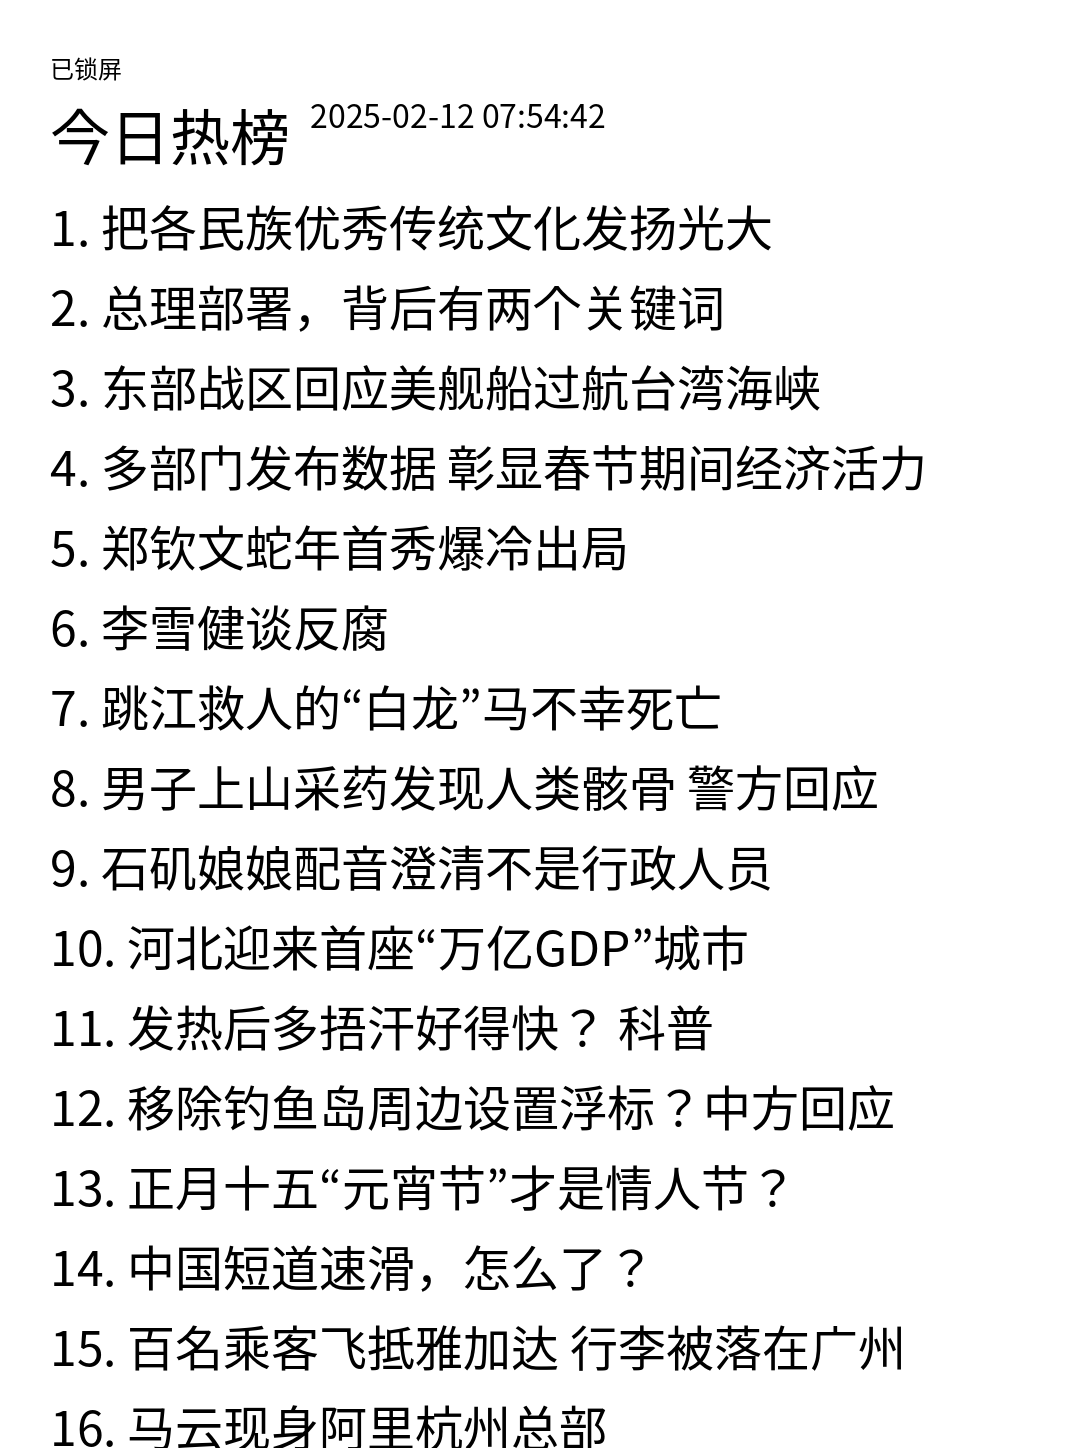 已锁屏
今日热榜 2025-02-12 07:54:42
1. 把各民族优秀传统文化发扬光大
2. 总理部署，背后有两个关键词
3. 东部战区回应美舰船过航台湾海峡
4. 多部门发布数据 彰显春节期间经济活力
5. 郑钦文蛇年首秀爆冷出局
6. 李雪健谈反腐
7. 跳江救人的“白龙”马不幸死亡
8. 男子上山采药发现人类骸骨 警方回应
9. 石矶娘娘配音澄清不是行政人员
10. 河北迎来首座“万亿GDP”城市
11. 发热后多捂汗好得快？ 科普
12. 移除钓鱼岛周边设置浮标？中方回应
13. 正月十五“元宵节”才是情人节？
14. 中国短道速滑，怎么了？
15. 百名乘客飞抵雅加达 行李被落在广州
16. 马云现身阿里杭州总部